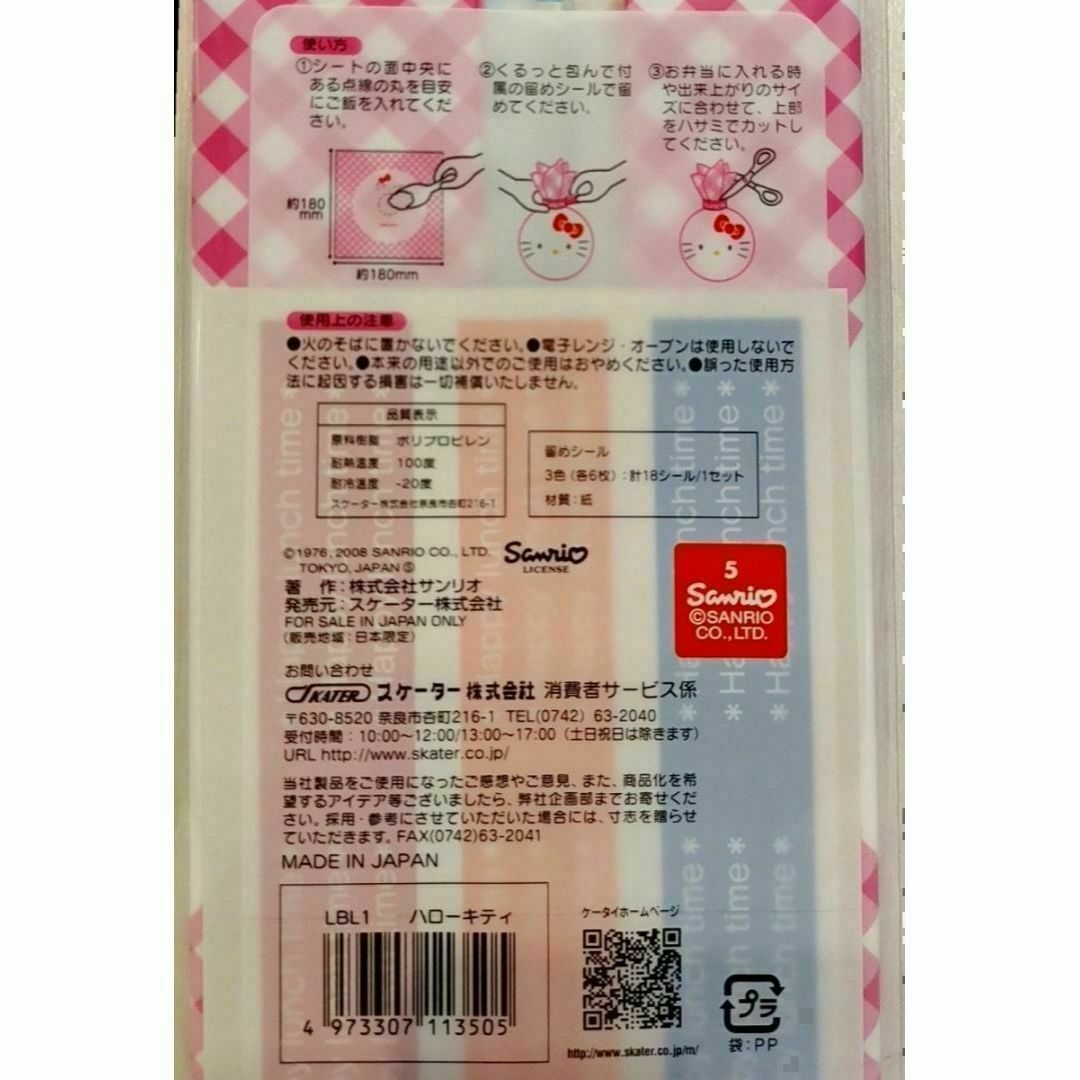 使い方
①シートの面中央に
ある点線の丸を目安
にご飯を入れてくだ
さい。
②くるっと包んで付
属の留めシールで留
めてください。
③お弁当に入れる時
や出来上がりのサイ
ズに合わせて、上部
をハサミでカットし
てください。
約180
mm
約180mm
使用上の注意
●火のそばに置かないでください。●電子レンジ・オーブンは使用しないで
ください。●本来の用途以外でのご使用はおやめください。●誤った使用方
法に起因する損害は一切補償いたしません。
品質表示
原料樹脂 ポリプロピレン
耐熱温度 100度
耐冷温度 -20度
スケーター株式会社奈良市杏町216-1
留めシール
3色(各6枚):計18シール/1セット
材質:紙
©1976, 2008 SANRIO CO., LTD.
TOKYO, JAPAN Ⓢ
Sanrio
LICENSE
著 作:株式会社サンリオ
発売元:スケーター株式会社
FOR SALE IN JAPAN ONLY
(販売地域:日本限定)
5
Sanrio
©SANRIO
CO., LTD.
お問い合わせ
SKATER スケーター株式会社 消費者サービス係
〒630-8520 奈良市杏町216-1 TEL(0742) 63-2040
受付時間:10:00〜12:00/13:00〜17:00(土日祝日は除きます)
URL http://www.skater.co.jp/
当社製品をご使用になったご感想やご意見、また、商品化を希
望するアイデア等ございましたら、弊社企画部までお寄せくだ
さい。採用・参考にさせていただいた場合には、寸志を贈らせ
ていただきます。FAX(0742)63-2041
MADE IN JAPAN
LBL1 ハローキティ
4 973307 113505
ケータイホームページ
http://www.skater.co.jp/m/
プラ
袋:PP
* Happy lunch time *